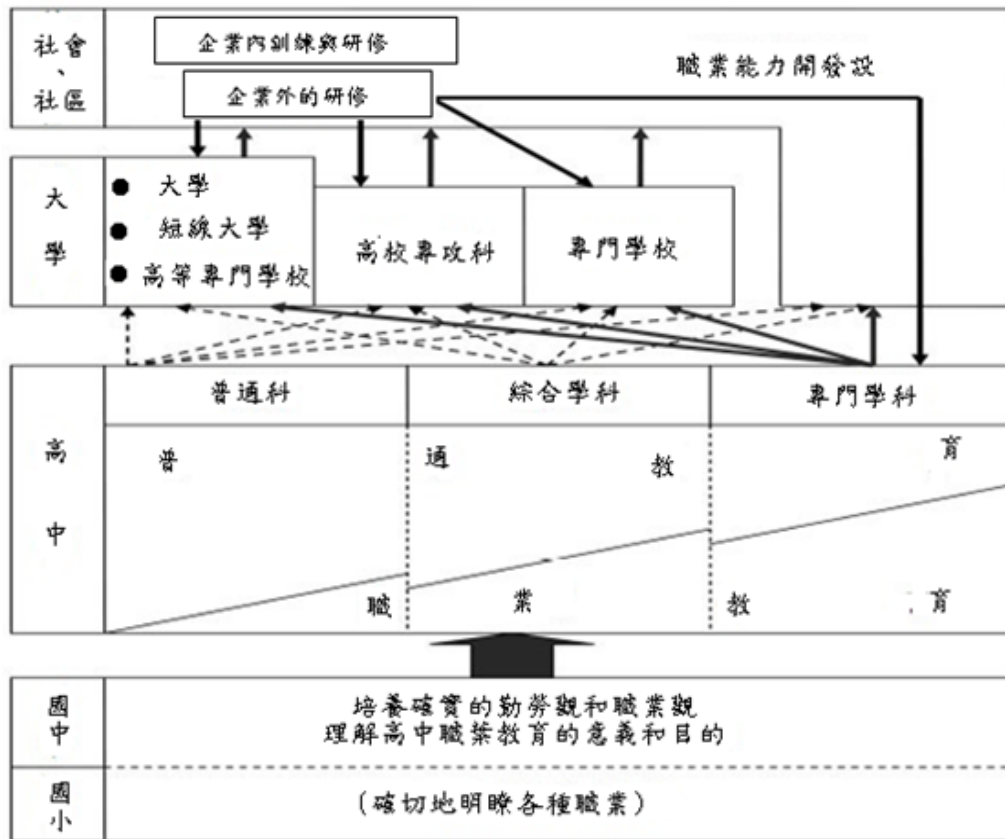 社會
、
社區
企業內訓練與研修
企業外的研修
職業能力開發設
大
學
● 大學
● 短線大學
● 高等專門學校
高校專攻科
專門學校
高
中
普通科
綜合學科
專門學科
普 通 教 育
職 業 教 育
國
中
培養確實的勤勞觀和職業觀
理解高中職葉教育的意義和目的
國
小
(確切地明瞭各種職業)